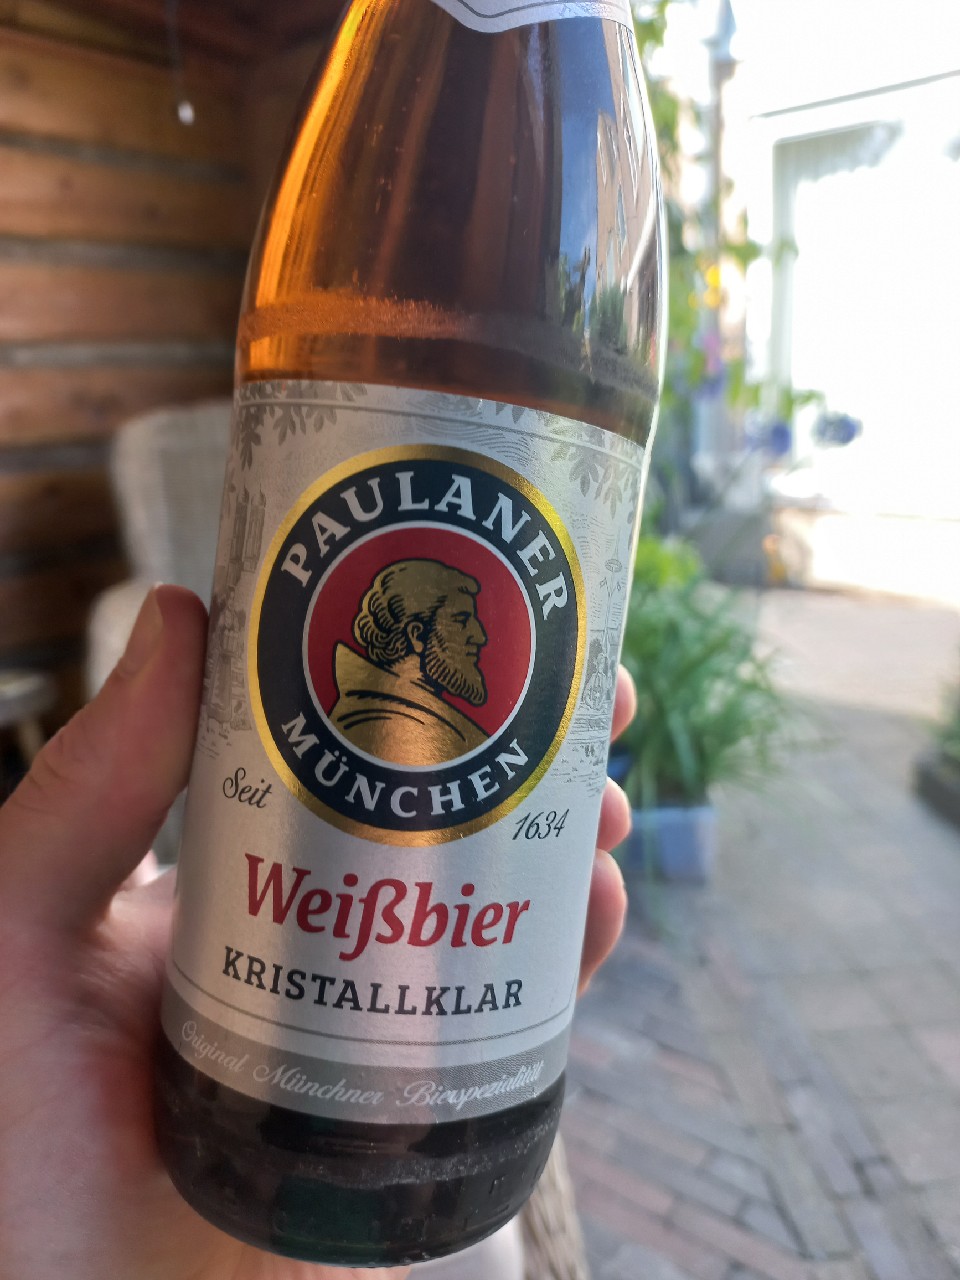 PAULANER
MÜNCHEN
Seit 1634
Weißbier
KRISTALLKLAR
Original Münchner Bierspezialität